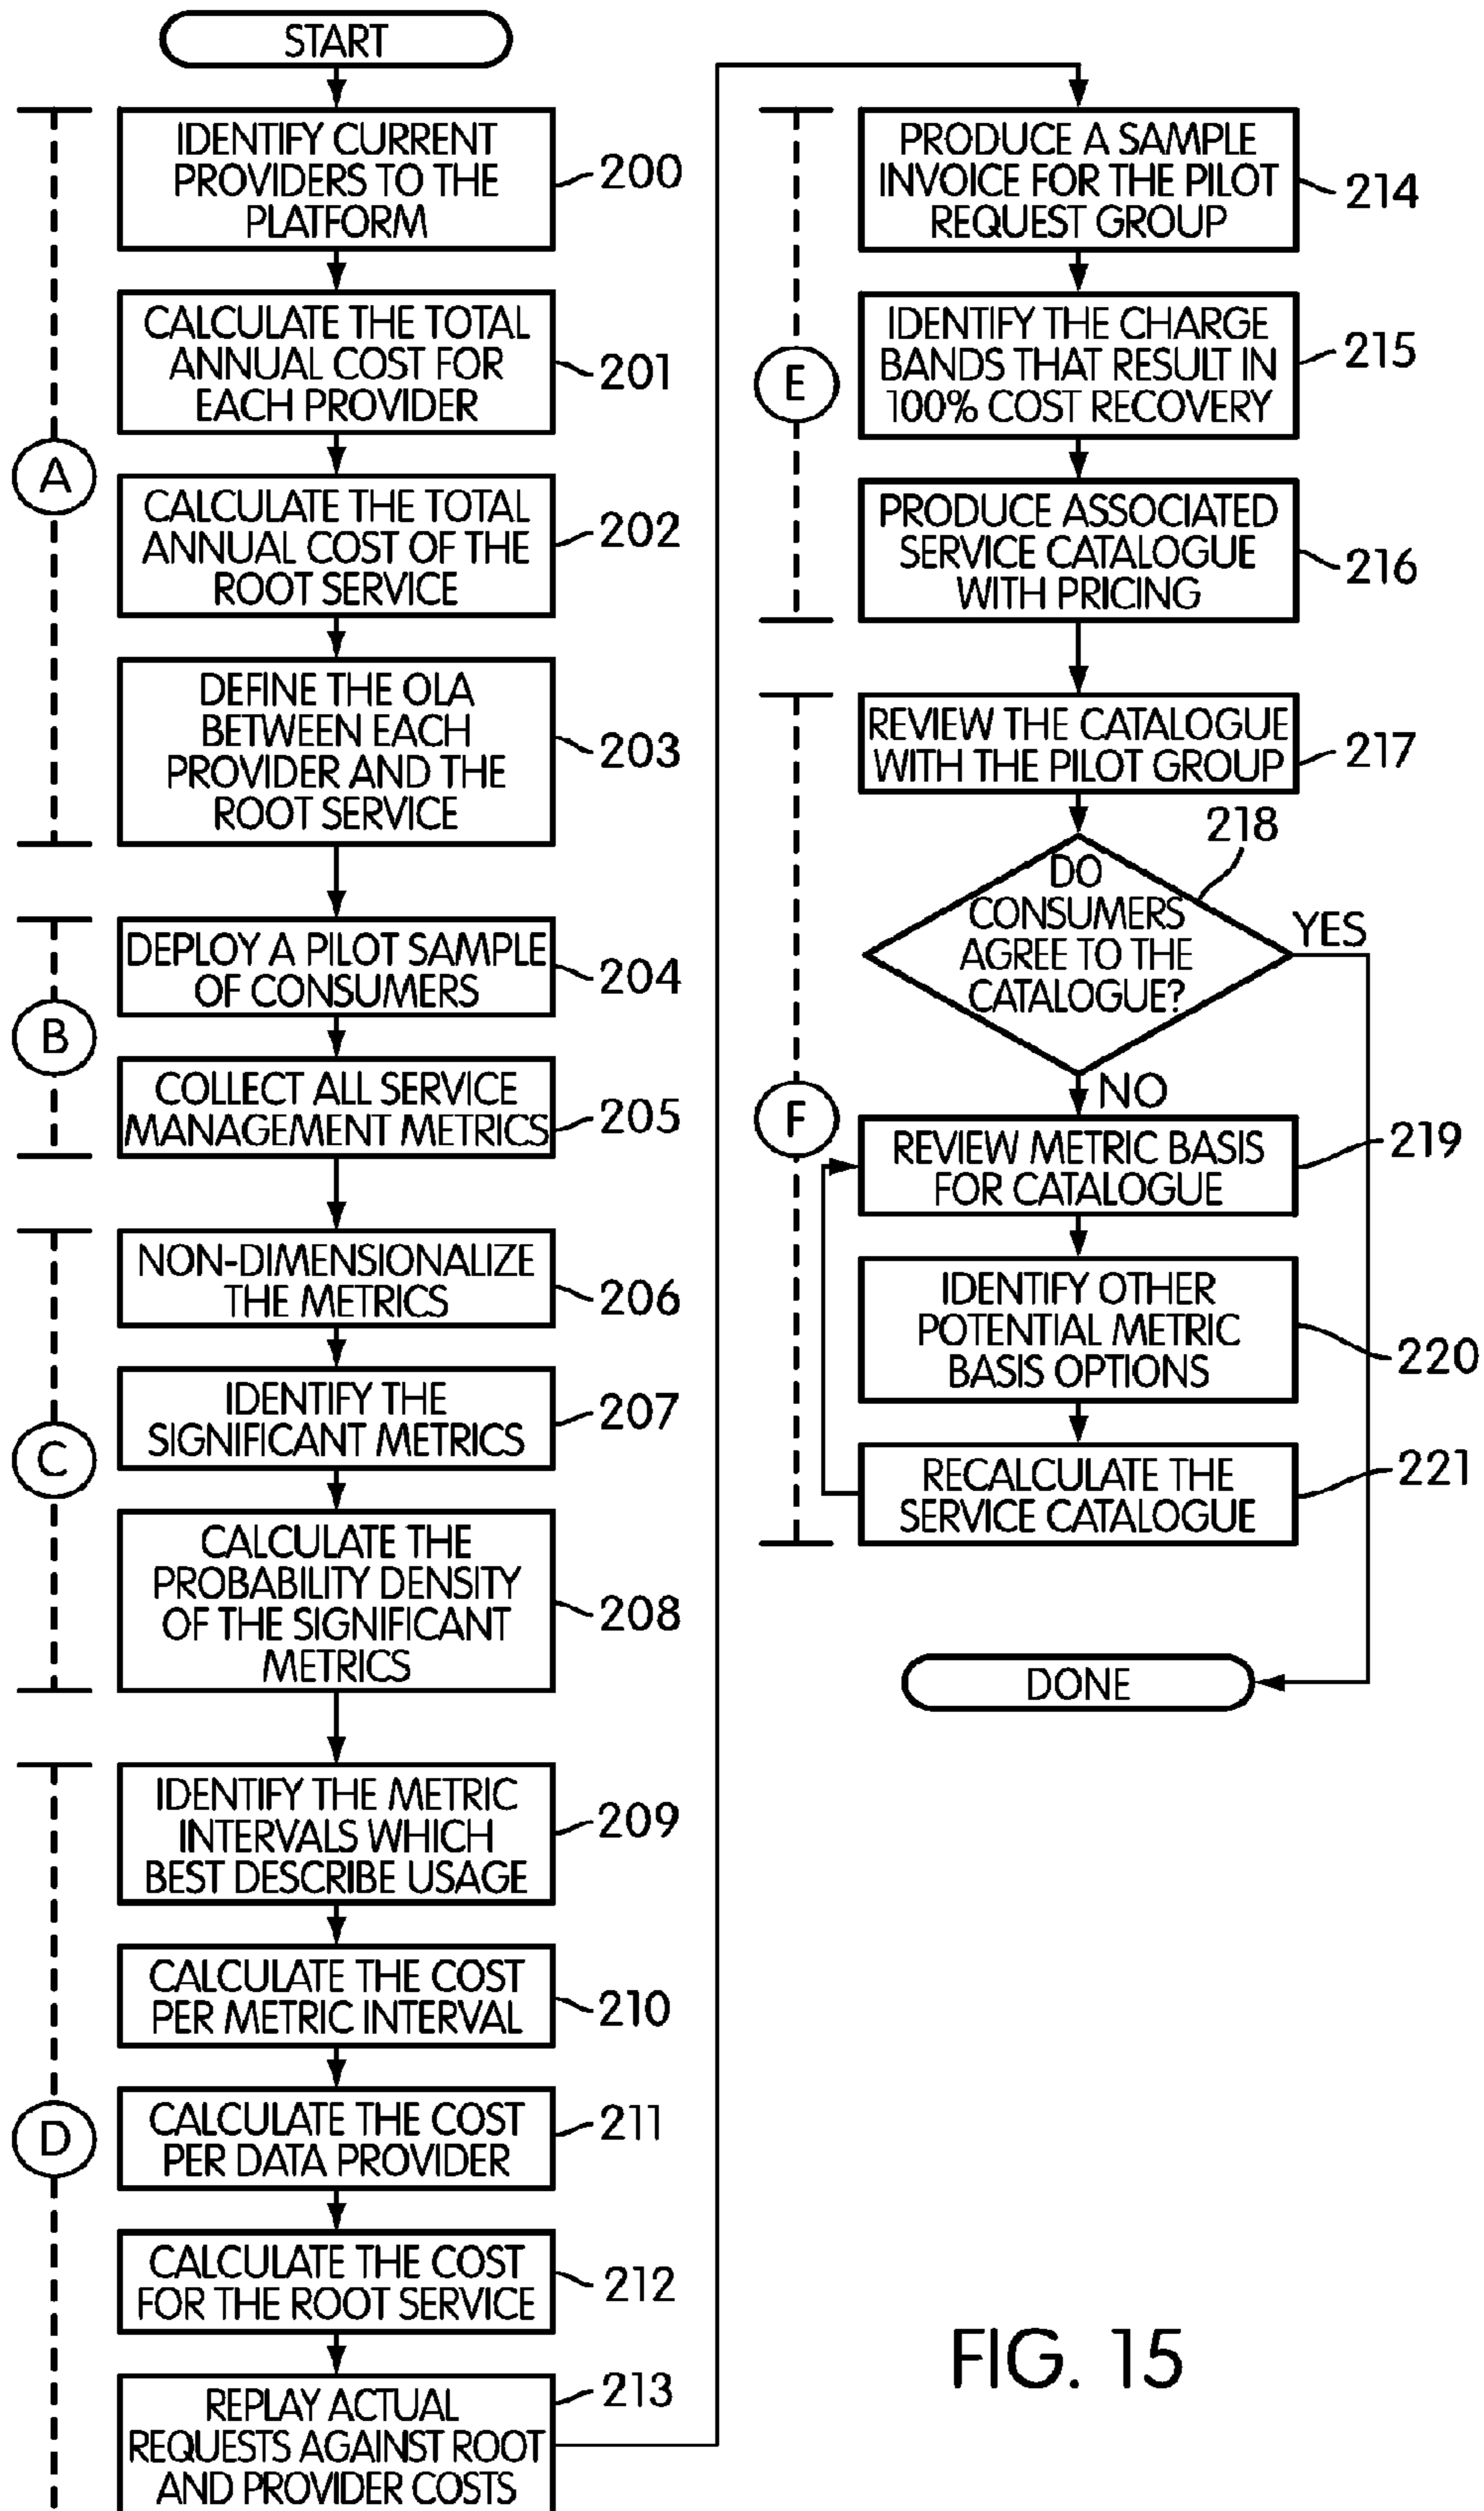 START
A
IDENTIFY CURRENT
PROVIDERS TO THE
PLATFORM
200
CALCULATE THE TOTAL
ANNUAL COST FOR
EACH PROVIDER
201
CALCULATE THE TOTAL
ANNUAL COST OF THE
ROOT SERVICE
202
DEFINE THE OLA
BETWEEN EACH
PROVIDER AND THE
ROOT SERVICE
203
B
DEPLOY A PILOT SAMPLE
OF CONSUMERS
204
COLLECT ALL SERVICE
MANAGEMENT METRICS
205
C
NON-DIMENSIONALIZE
THE METRICS
206
IDENTIFY THE
SIGNIFICANT METRICS
207
CALCULATE THE
PROBABILITY DENSITY
OF THE SIGNIFICANT
METRICS
208
D
IDENTIFY THE METRIC
INTERVALS WHICH
BEST DESCRIBE USAGE
209
CALCULATE THE COST
PER METRIC INTERVAL
210
CALCULATE THE COST
PER DATA PROVIDER
211
CALCULATE THE COST
FOR THE ROOT SERVICE
212
REPLAY ACTUAL
REQUESTS AGAINST ROOT
AND PROVIDER COSTS
213
E
PRODUCE A SAMPLE
INVOICE FOR THE PILOT
REQUEST GROUP
214
IDENTIFY THE CHARGE
BANDS THAT RESULT IN
100% COST RECOVERY
215
PRODUCE ASSOCIATED
SERVICE CATALOGUE
WITH PRICING
216
F
REVIEW THE CATALOGUE
WITH THE PILOT GROUP
217
DO
CONSUMERS
AGREE TO THE
CATALOGUE?
218
YES
NO
REVIEW METRIC BASIS
FOR CATALOGUE
219
IDENTIFY OTHER
POTENTIAL METRIC
BASIS OPTIONS
220
RECALCULATE THE
SERVICE CATALOGUE
221
DONE
FIG. 15